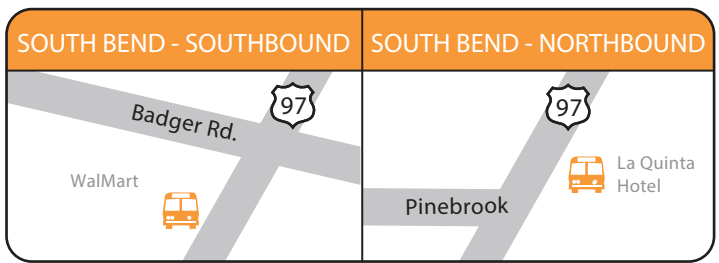 SOUTH BEND - SOUTHBOUND
97
Badger Rd.
WalMart
SOUTH BEND - NORTHBOUND
97
La Quinta
Hotel
Pinebrook